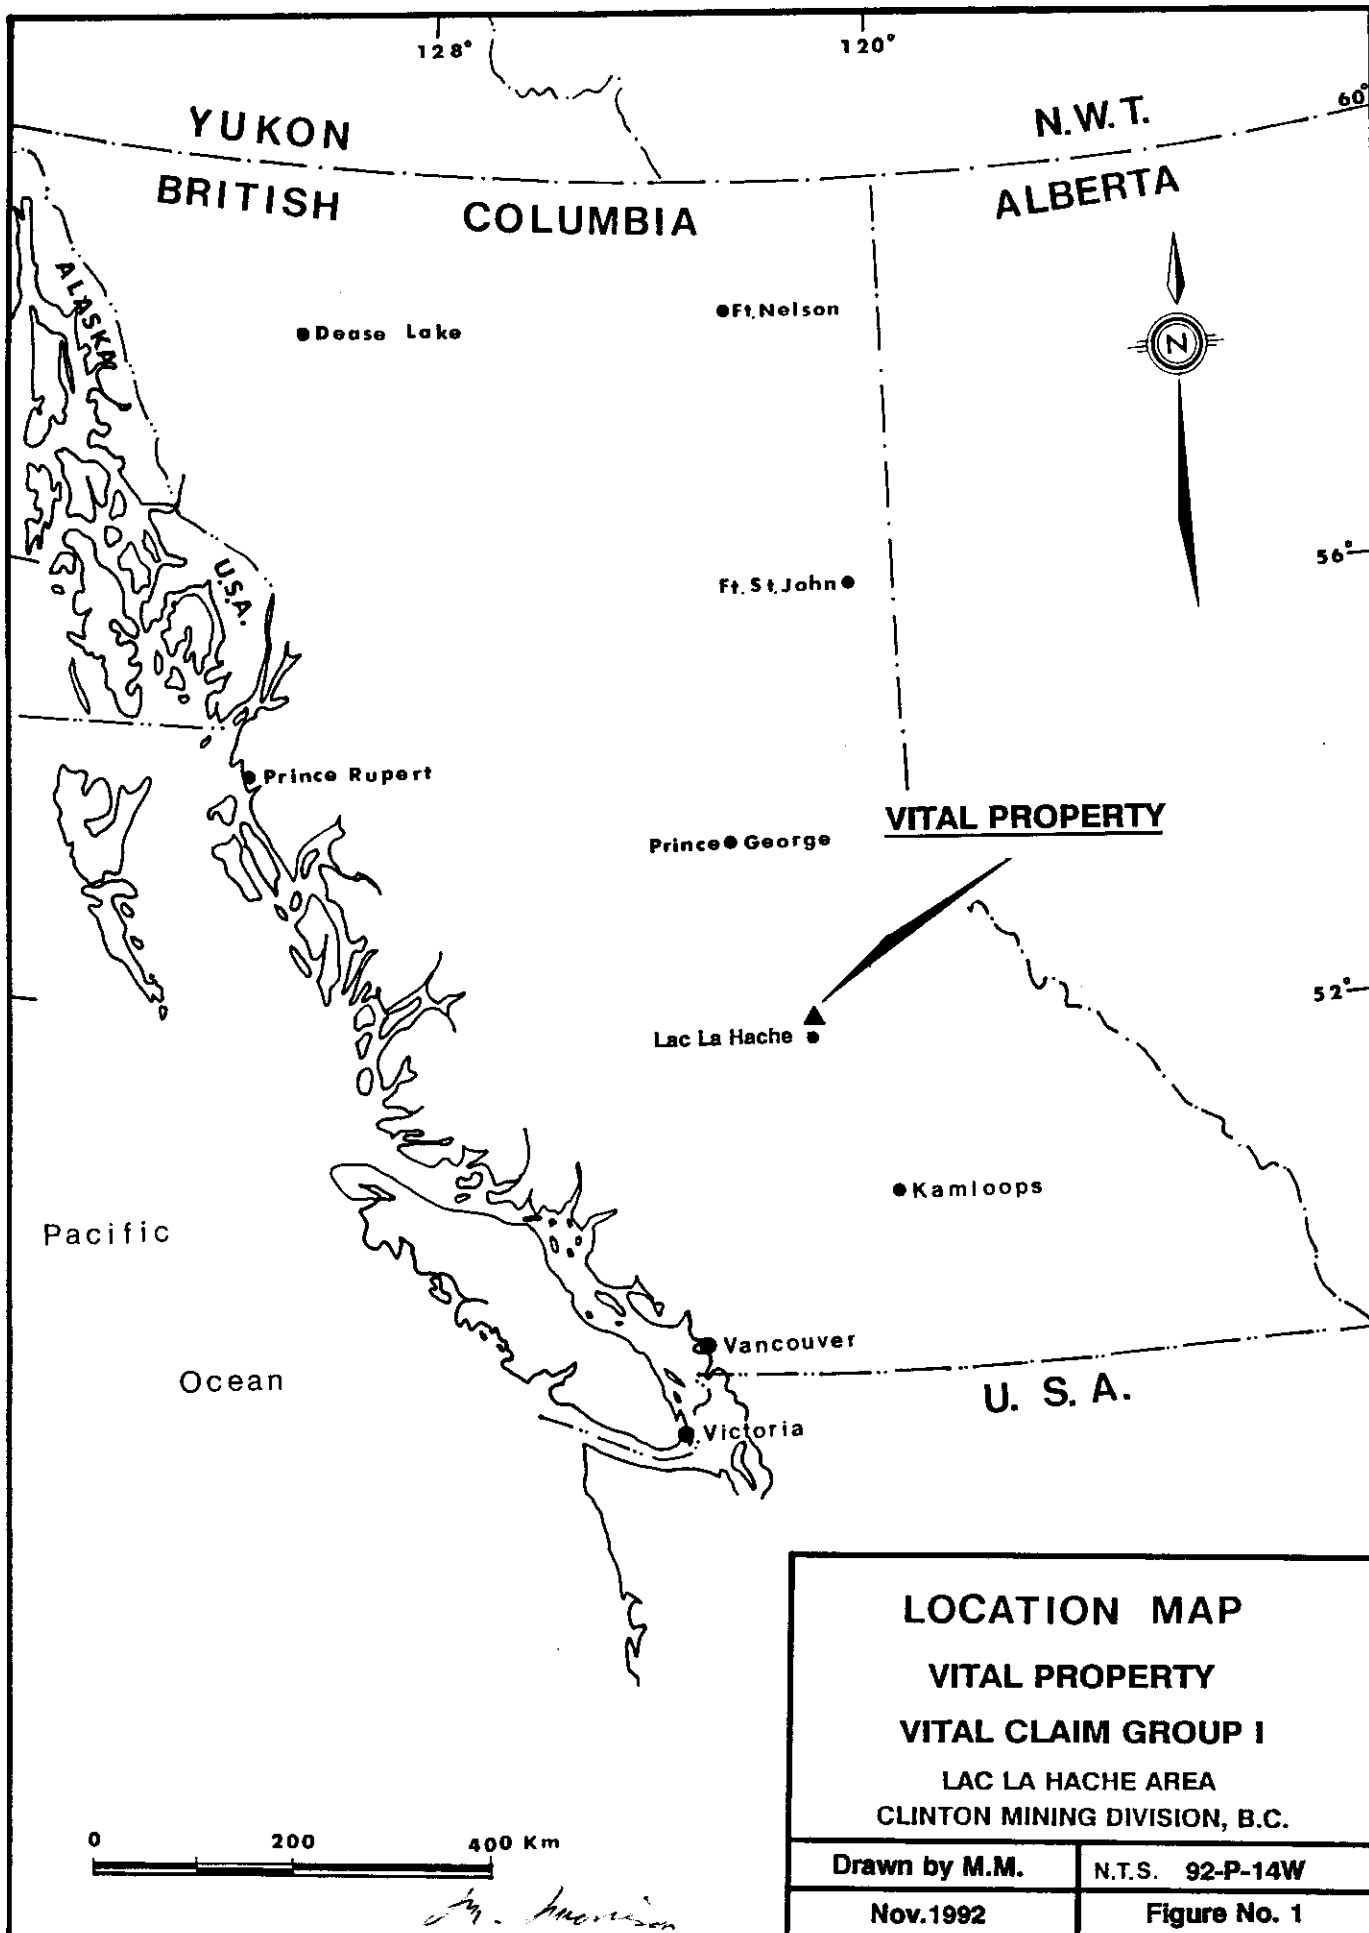 128° 120°
60°
YUKON N.W.T.
BRITISH COLUMBIA ALBERTA
ALASKA
Ft. Nelson
Dease Lake
N
56°
U.S.A.
Ft. St. John
Prince Rupert
VITAL PROPERTY
Prince George
52°
Lac La Hache
Kamloops
Pacific
Vancouver
Ocean
U. S. A.
Victoria
LOCATION MAP
VITAL PROPERTY
VITAL CLAIM GROUP I
LAC LA HACHE AREA
CLINTON MINING DIVISION, B.C.
0 200 400 Km
Drawn by M.M. N.T.S. 92-P-14W
Nov.1992 Figure No. 1